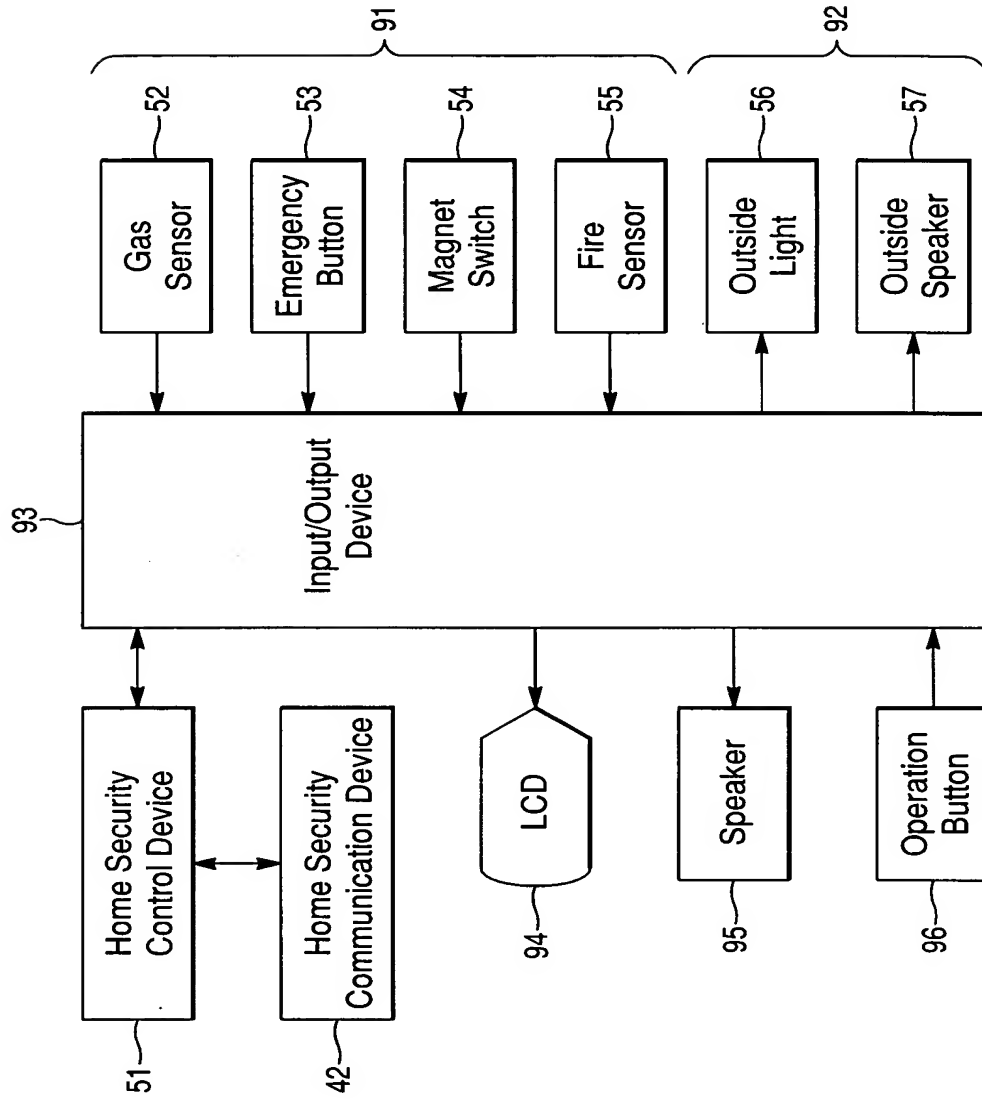 93
Input/Output
Device
51
Home Security
Control Device
42
Home Security
Communication Device
94
LCD
95
Speaker
96
Operation
Button
Gas
Sensor
52
Emergency
Button
53
Magnet
Switch
54
Fire
Sensor
55
91
Outside
Light
56
Outside
Speaker
57
92